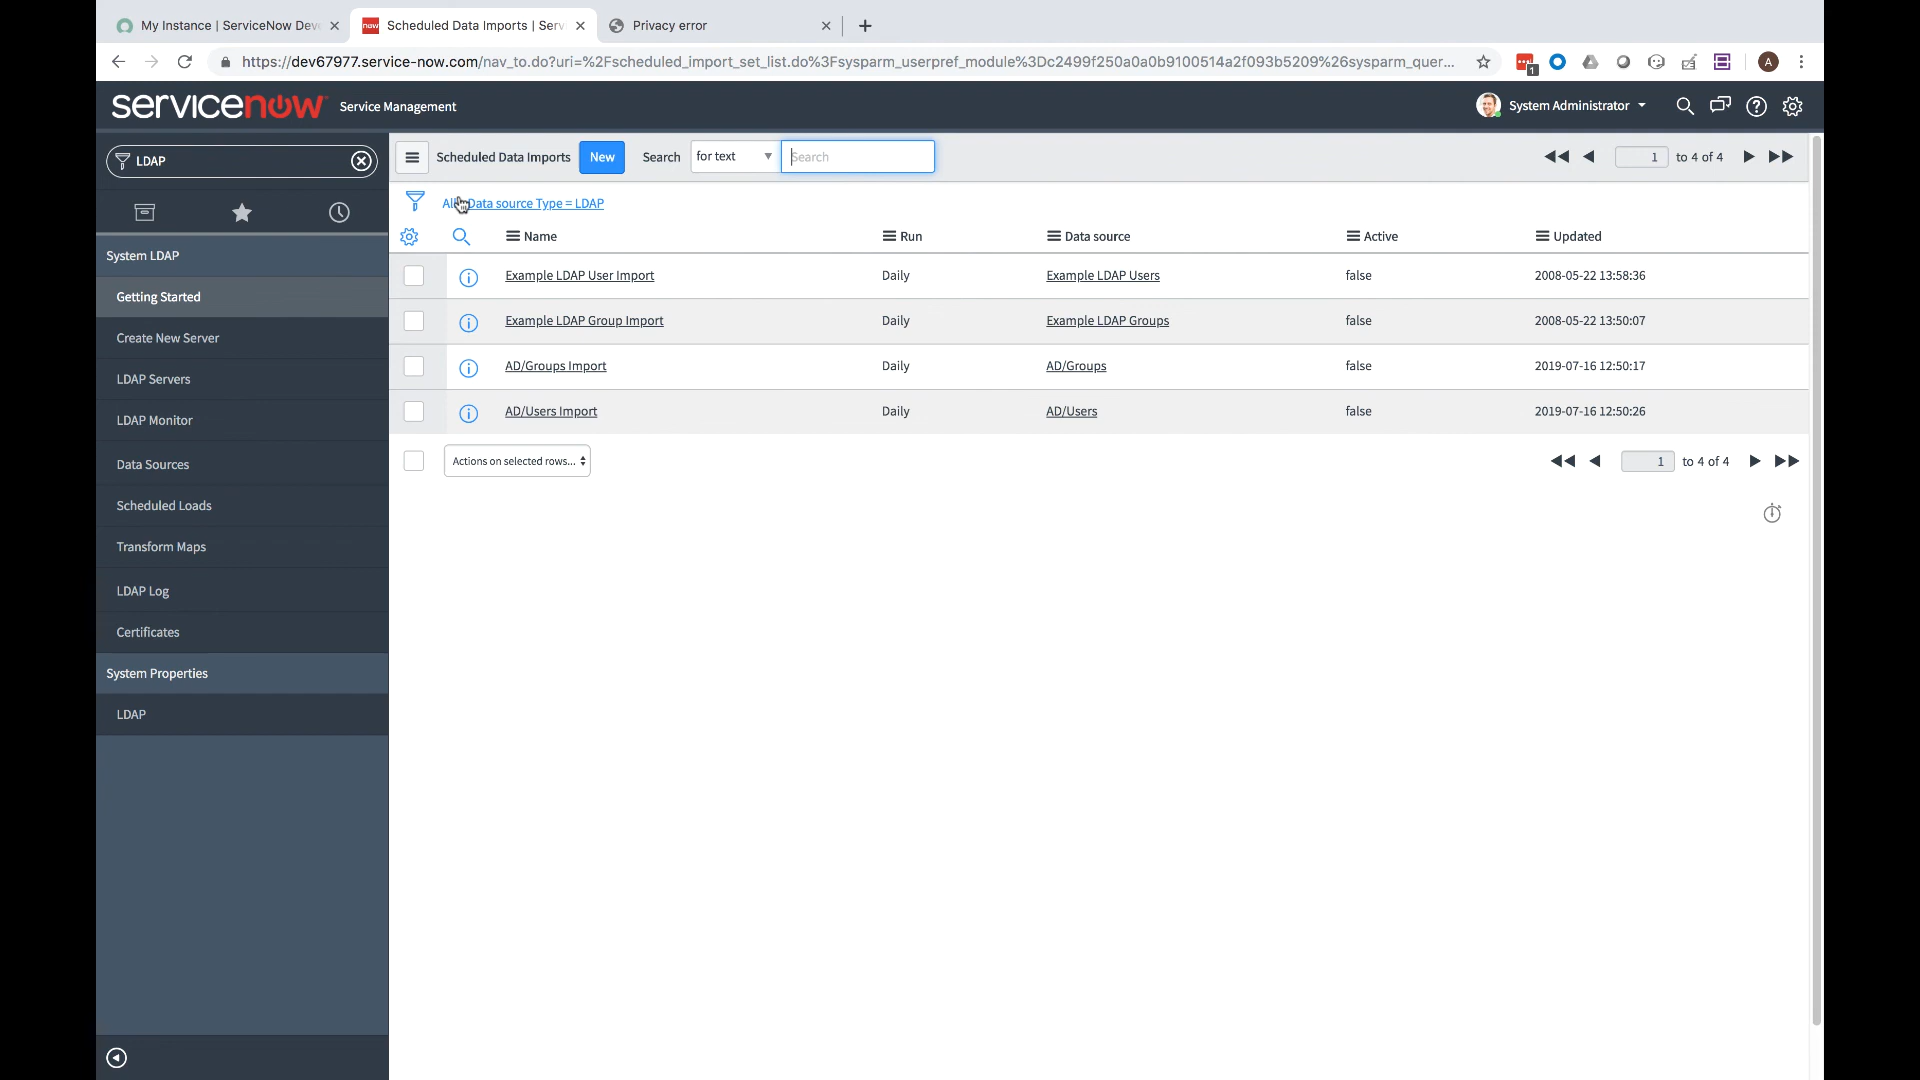 My Instance | ServiceNow Deve
Scheduled Data Imports | Serv
Privacy error
https://dev67977.service-now.com/nav_to.do?uri=%2Fscheduled_import_set_list.do%3Fsysparm_userpref_module%3Dc2499f250a0a0b9100514a2f093b5209%26sysparm_quer...
1
A
servicenow Service Management
System Administrator
LDAP
Scheduled Data Imports New Search for text Search
1 to 4 of 4
All Data source Type = LDAP
Name Run Data source Active Updated
Example LDAP User Import Daily Example LDAP Users false 2008-05-22 13:58:36
Example LDAP Group Import Daily Example LDAP Groups false 2008-05-22 13:50:07
AD/Groups Import Daily AD/Groups false 2019-07-16 12:50:17
AD/Users Import Daily AD/Users false 2019-07-16 12:50:26
Actions on selected rows...
1 to 4 of 4
System LDAP
Getting Started
Create New Server
LDAP Servers
LDAP Monitor
Data Sources
Scheduled Loads
Transform Maps
LDAP Log
Certificates
System Properties
LDAP